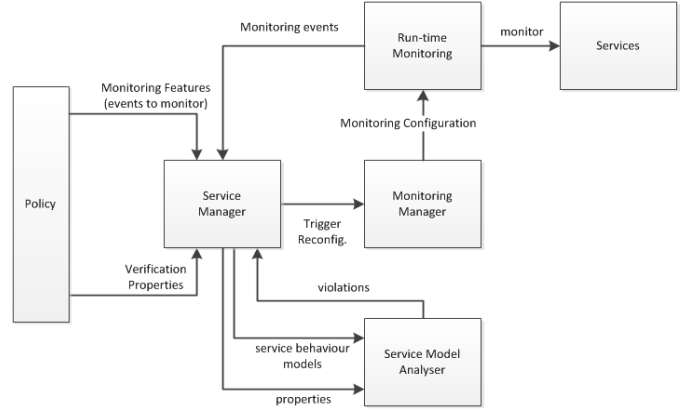 Monitoring events
Run-time
Monitoring
monitor
Services
Monitoring Features
(events to monitor)
Monitoring Configuration
Policy
Service
Manager
Monitoring
Manager
Trigger
Reconfig.
Verification
Properties
violations
service behaviour
models
Service Model
Analyser
properties